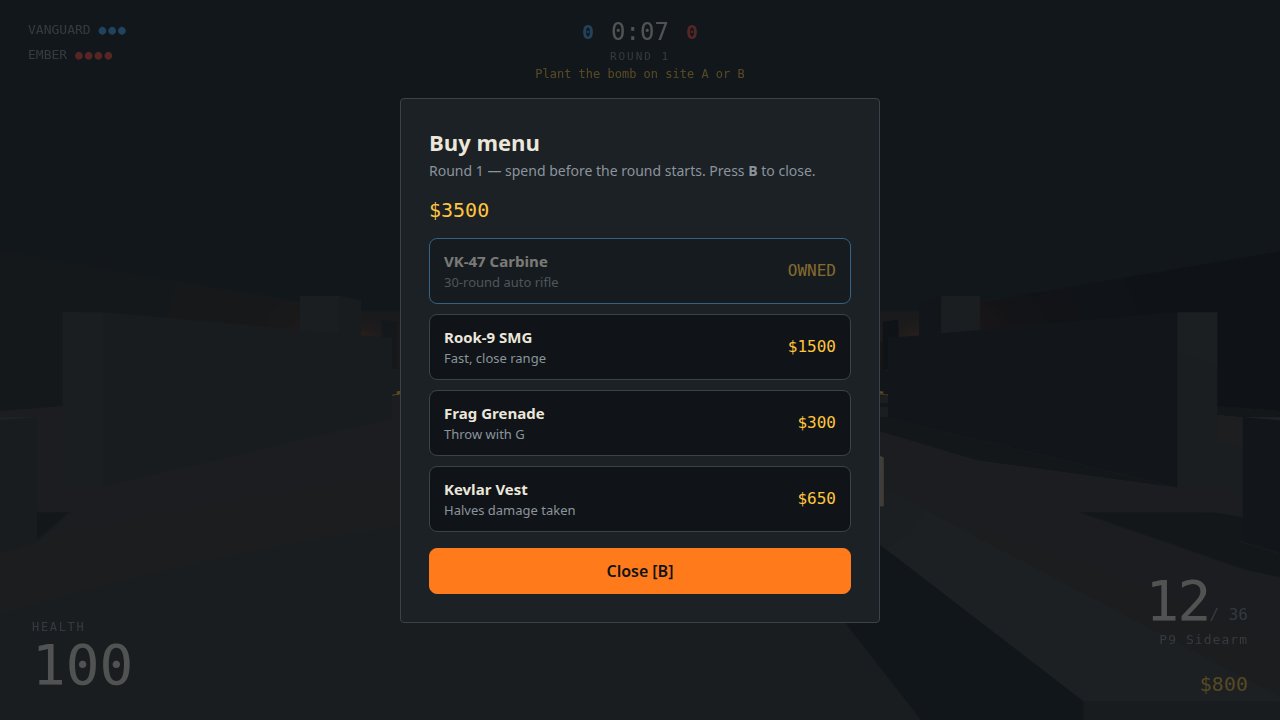 VANGUARD
EMBER
0 0:07 0
ROUND 1
Plant the bomb on site A or B
Buy menu
Round 1 — spend before the round starts. Press B to close.
$3500
VK-47 Carbine
30-round auto rifle
OWNED
Rook-9 SMG
Fast, close range
$1500
Frag Grenade
Throw with G
$300
Kevlar Vest
Halves damage taken
$650
Close [B]
HEALTH
100
12 / 36
P9 Sidearm
$800